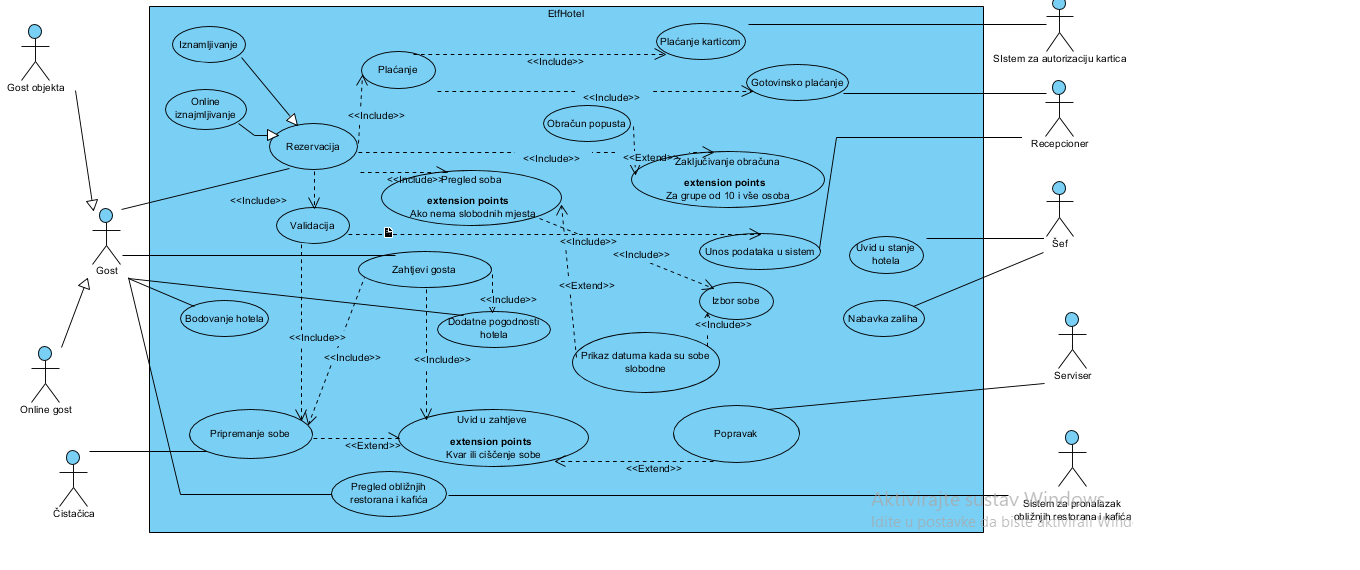 EtfHotel
Gost objekta
Iznamljivanje
Online
iznajmljivanje
Rezervacija
Plaćanje
<<Include>>
Plaćanje karticom
<<Include>>
Gotovinsko plaćanje
<<Include>>
Obračun popusta
<<Include>>
<<Extend>>
Zaključivanje obračuna
extension points
Za grupe od 10 i vše osoba
<<Include>>
Pregled soba
extension points
Ako nema slobodnih mjesta
<<Include>>
Validacija
<<Include>>
Unos podataka u sistem
<<Include>>
Uvid u stanje
hotela
SIstem za autorizaciju kartica
Recepcioner
Šef
Gost
Zahtjevi gosta
<<Include>>
<<Extend>>
Izbor sobe
<<Include>>
Bodovanje hotela
Dodatne pogodnosti
hotela
Nabavka zaliha
<<Include>>
<<Include>>
<<Include>>
Prikaz datuma kada su sobe
slobodne
Serviser
Online gost
Pripremanje sobe
<<Extend>>
Uvid u zahtjeve
extension points
Kvar ili ciščenje sobe
<<Extend>>
Popravak
Čistačica
Pregled obližnjih
restorana i kafića
Sistem za pronalazak
obližnjih restorana i kafića
Aktivirajte sustav Windows
Idite u postavke da biste aktivirali Wind